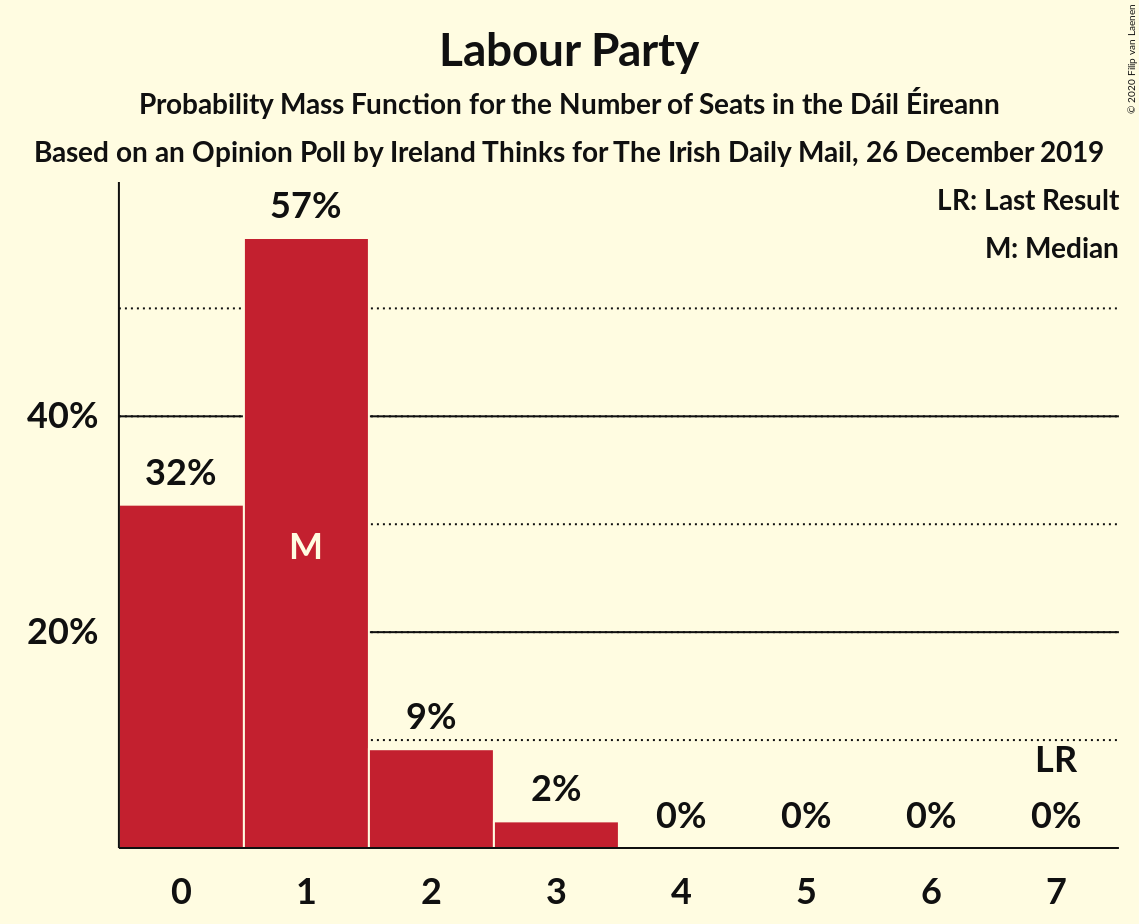 Labour Party
Probability Mass Function for the Number of Seats in the Dáil Éireann
Based on an Opinion Poll by Ireland Thinks for The Irish Daily Mail, 26 December 2019
© 2020 Filip van Laenen
LR: Last Result
M: Median
57%
40%
32%
M
20%
9%
LR
2%
0% 0% 0% 0%
0 1 2 3 4 5 6 7